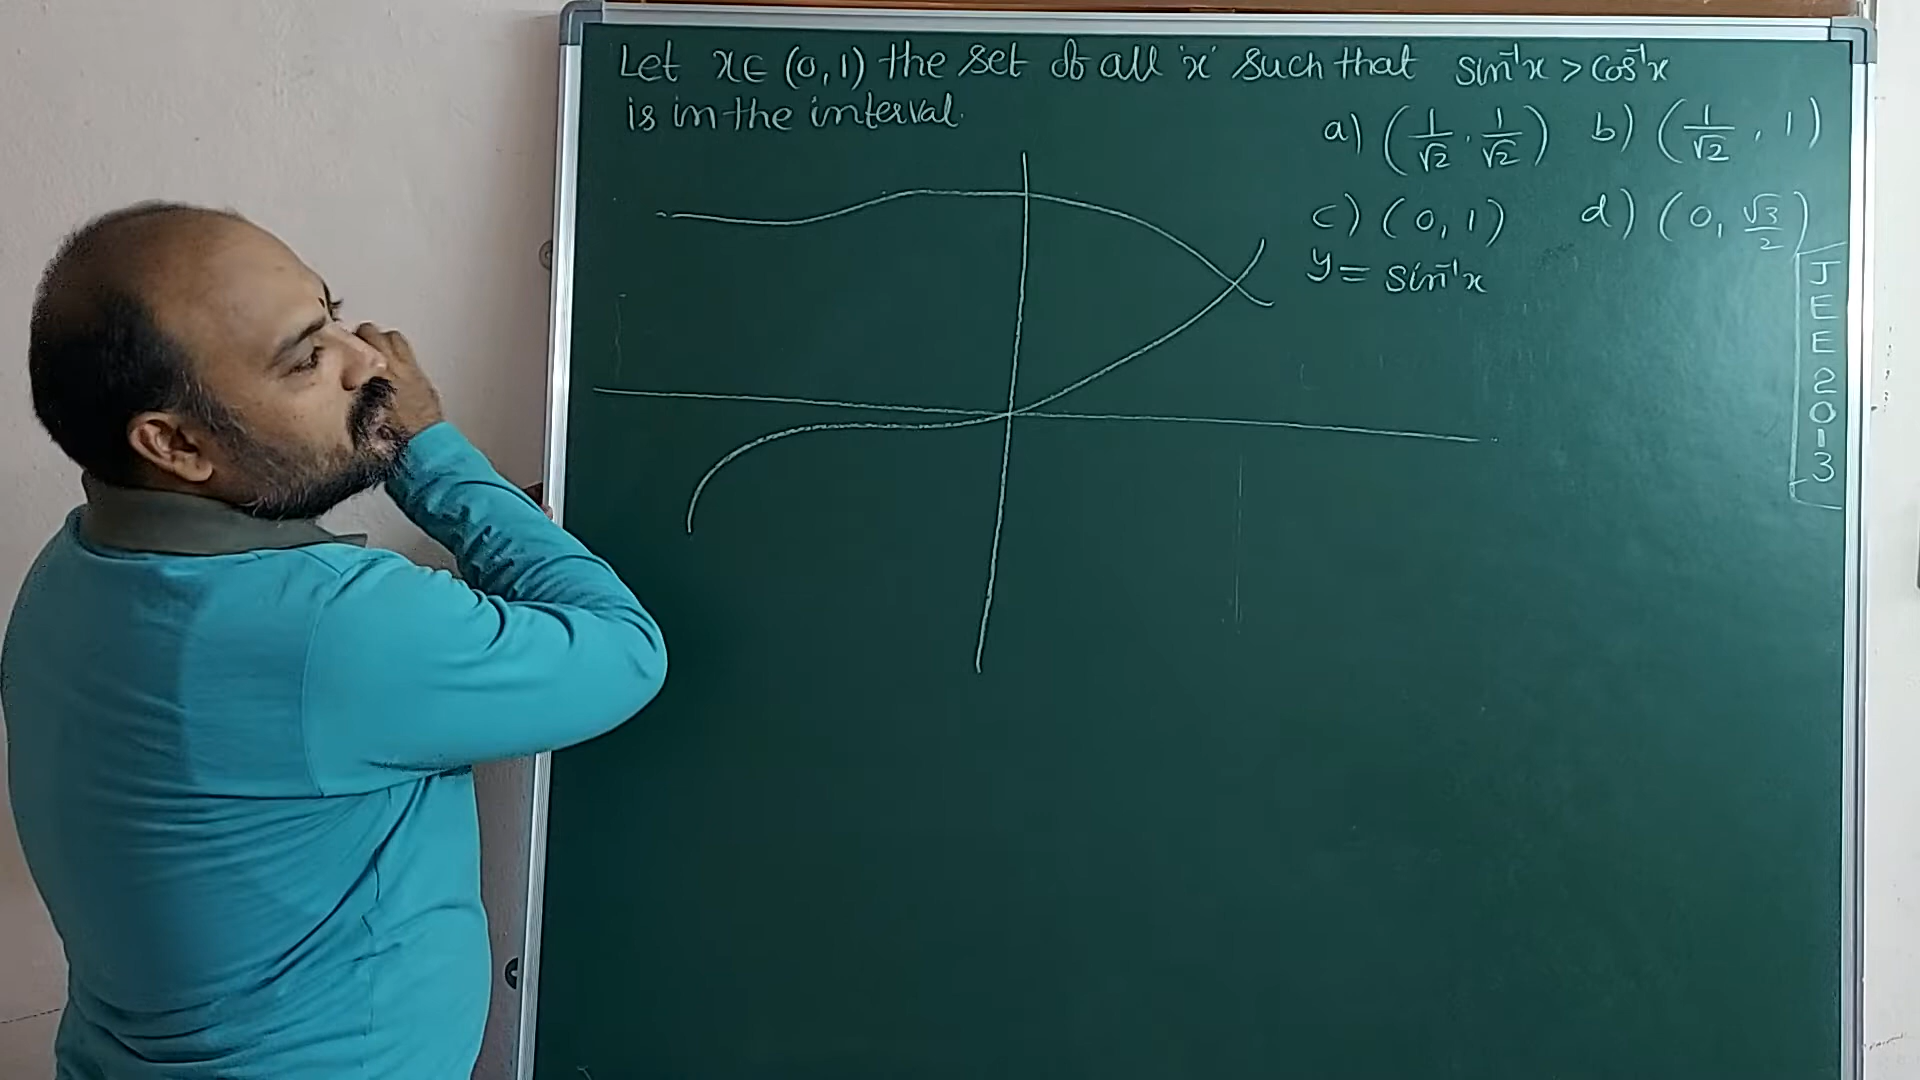 Let x∈ (0,1) the set of all 'x' such that sin⁻¹x > cos⁻¹x
is in the interval.
a) (1/√2, 1/√2) b) (1/√2, 1)
c) (0, 1) d) (0, √3/2)
y = sin⁻¹x
JEE 2013